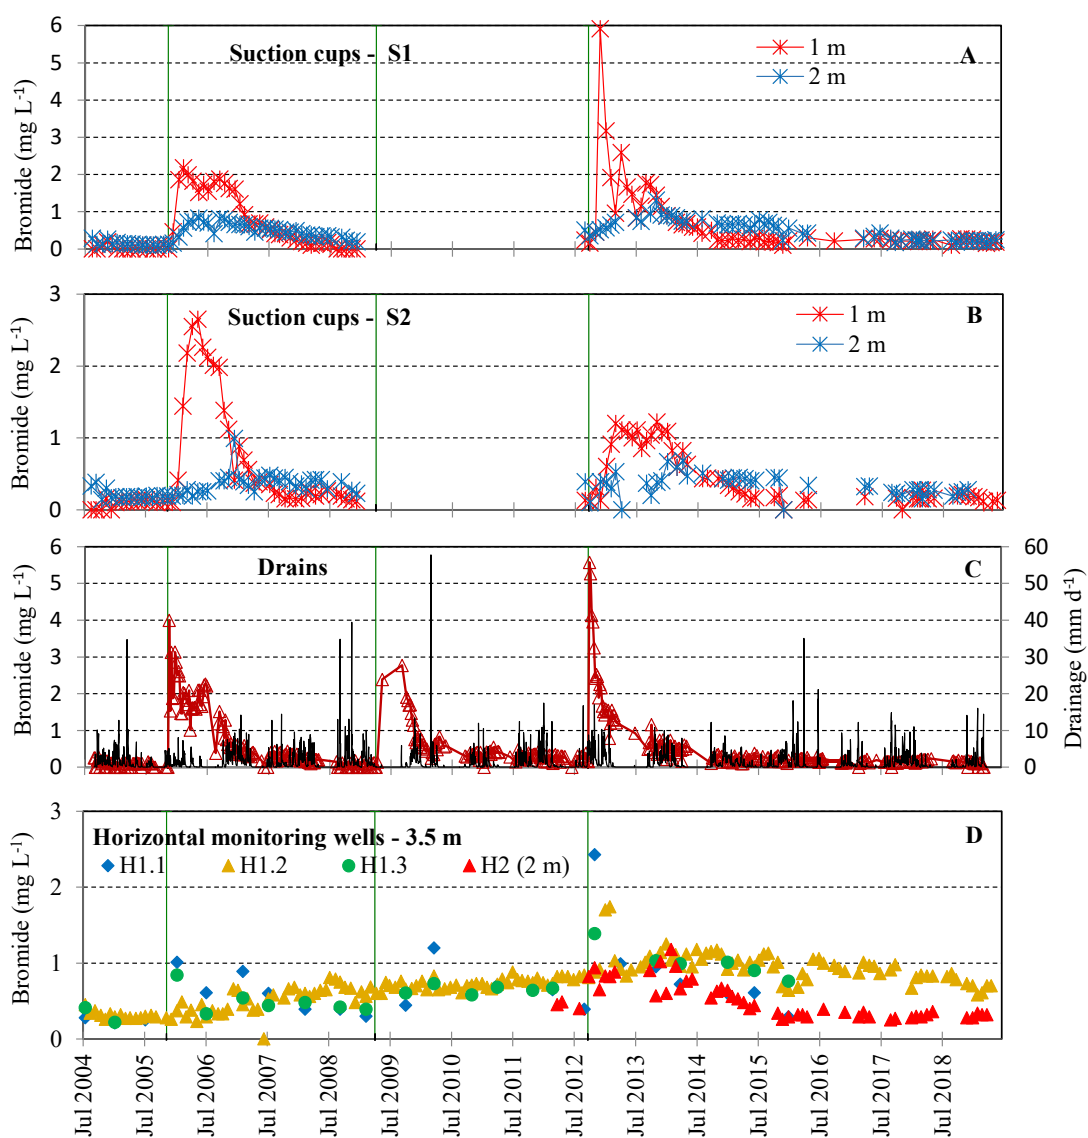 Suction cups - S1
1 m
2 m
A
6
5
4
3
2
1
0
Bromide (mg L-1)
Suction cups - S2
1 m
2 m
B
3
2
1
0
Bromide (mg L-1)
Drains
C
6
5
4
3
2
1
0
Bromide (mg L-1)
60
50
40
30
20
10
0
Drainage (mm d-1)
Horizontal monitoring wells - 3.5 m
D
H1.1 H1.2 H1.3 H2 (2 m)
3
2
1
0
Bromide (mg L-1)
Jul 2004
Jul 2005
Jul 2006
Jul 2007
Jul 2008
Jul 2009
Jul 2010
Jul 2011
Jul 2012
Jul 2013
Jul 2014
Jul 2015
Jul 2016
Jul 2017
Jul 2018